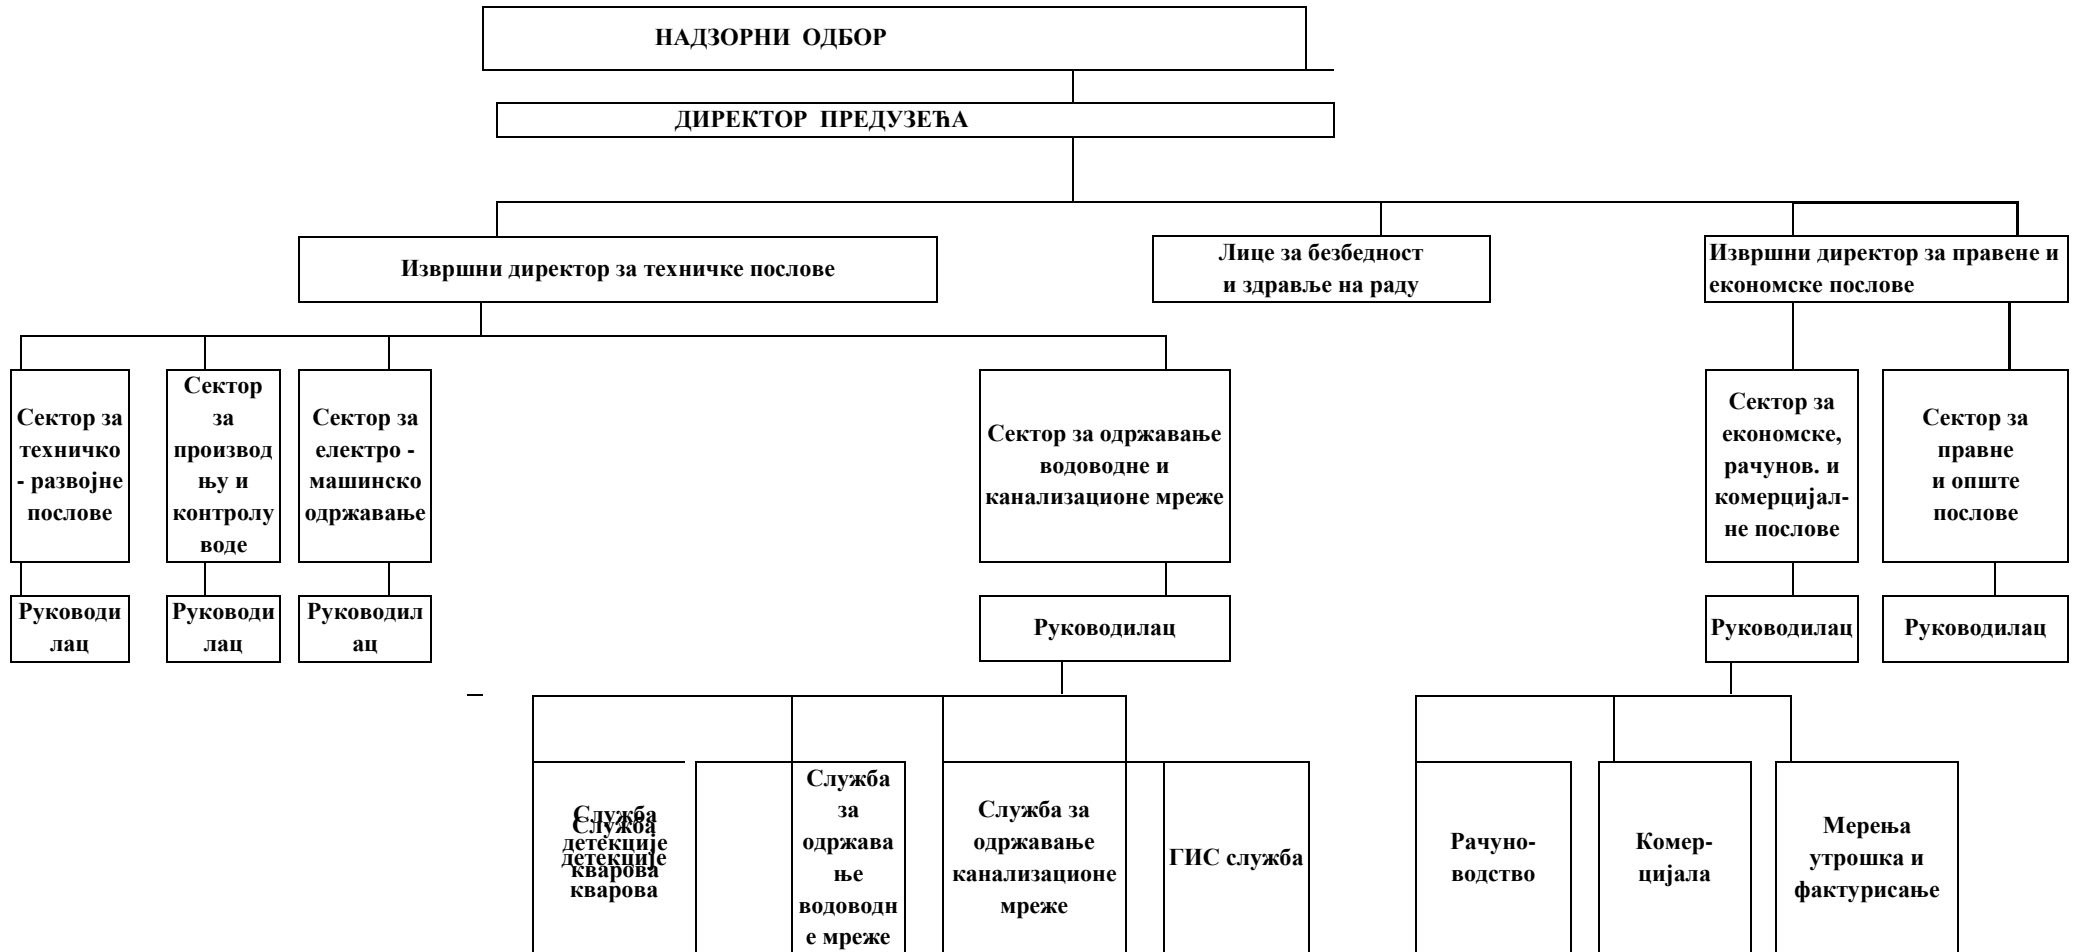 НАДЗОРНИ ОДБОР
ДИРЕКТОР ПРЕДУЗЕЋА
Извршни директор за техничке послове
Лице за безбедност
и здравље на раду
Извршни директор за правене и
економске послове
Сектор за
техничко
- развојне
послове
Сектор
за
производ
њу и
контролу
воде
Сектор за
електро -
машинско
одржавање
Сектор за одржавање
водоводне и
канализационе мреже
Сектор за
економске,
рачунов. и
комерцијал-
не послове
Сектор за
правне
и опште
послове
Руководи
лац
Руководи
лац
Руководил
ац
Руководилац
Руководилац
Руководилац
Служба
детекције
кварова
Служба
детекције
кварова
Служба
за
одржава
ње
водоводн
е мреже
Служба за
одржавање
канализационе
мреже
ГИС служба
Рачуно-
водство
Комер-
цијала
Мерења
утрошка и
фактурисање